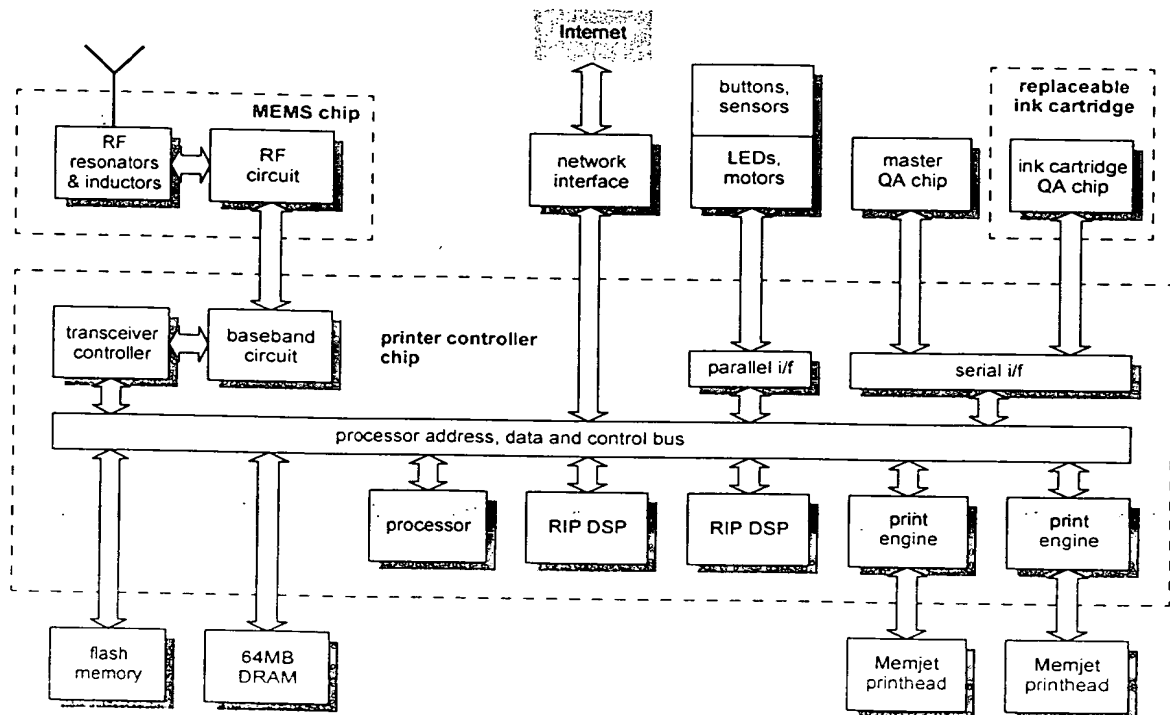 Internet
MEMS chip
RF
resonators
& inductors
RF
circuit
network
interface
buttons,
sensors
LEDs,
motors
master
QA chip
replaceable
ink cartridge
ink cartridge
QA chip
transceiver
controller
baseband
circuit
printer controller
chip
parallel i/f
serial i/f
processor address, data and control bus
processor
RIP DSP
RIP DSP
print
engine
print
engine
flash
memory
64MB
DRAM
Memjet
printhead
Memjet
printhead